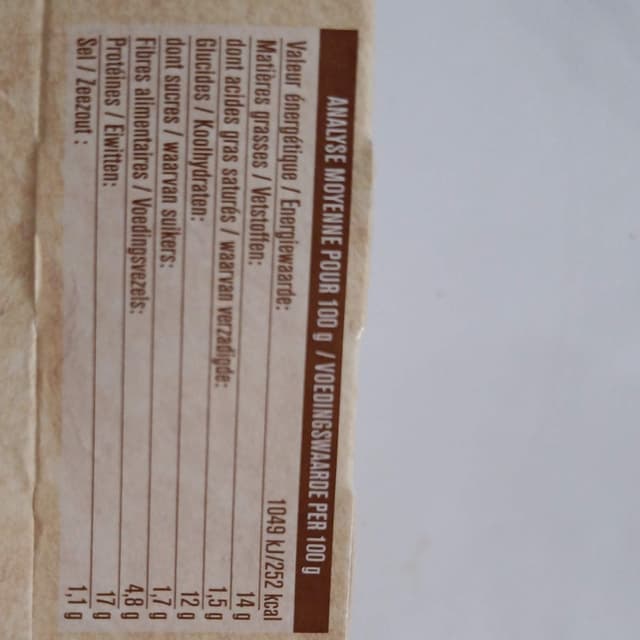 ANALYSE MOYENNE POUR 100 g / VOEDINGSWAARDE PER 100 g
Valeur énergétique / Energiewaarde: 1049 kJ/252 kcal
Matières grasses / Vetstoffen: 14 g
dont acides gras saturés / waarvan verzadigde: 1,5 g
Glucides / Koolhydraten: 12 g
dont sucres / waarvan suikers: 1,7 g
Fibres alimentaires / Voedingsvezels: 4,8 g
Protéines / Eiwitten: 17 g
Sel / Zeezout : 1,1 g